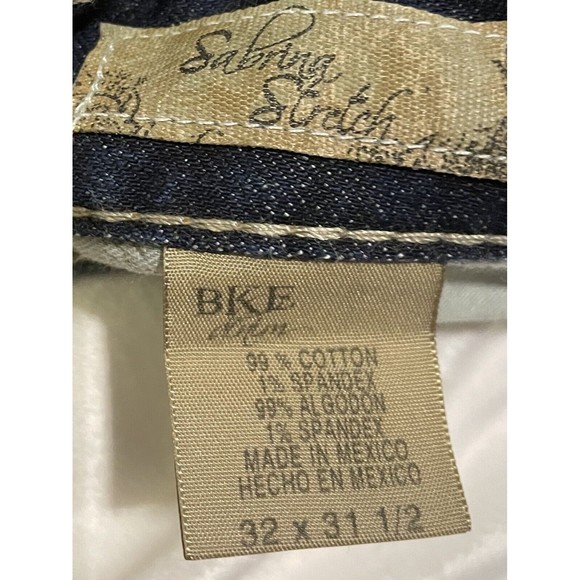 Sabrina
Stretch
BKE
denim
99 % COTTON
1% SPANDEX
99% ALGODON
1% SPANDEX
MADE IN MEXICO
HECHO EN MEXICO
32 X 31 1/2